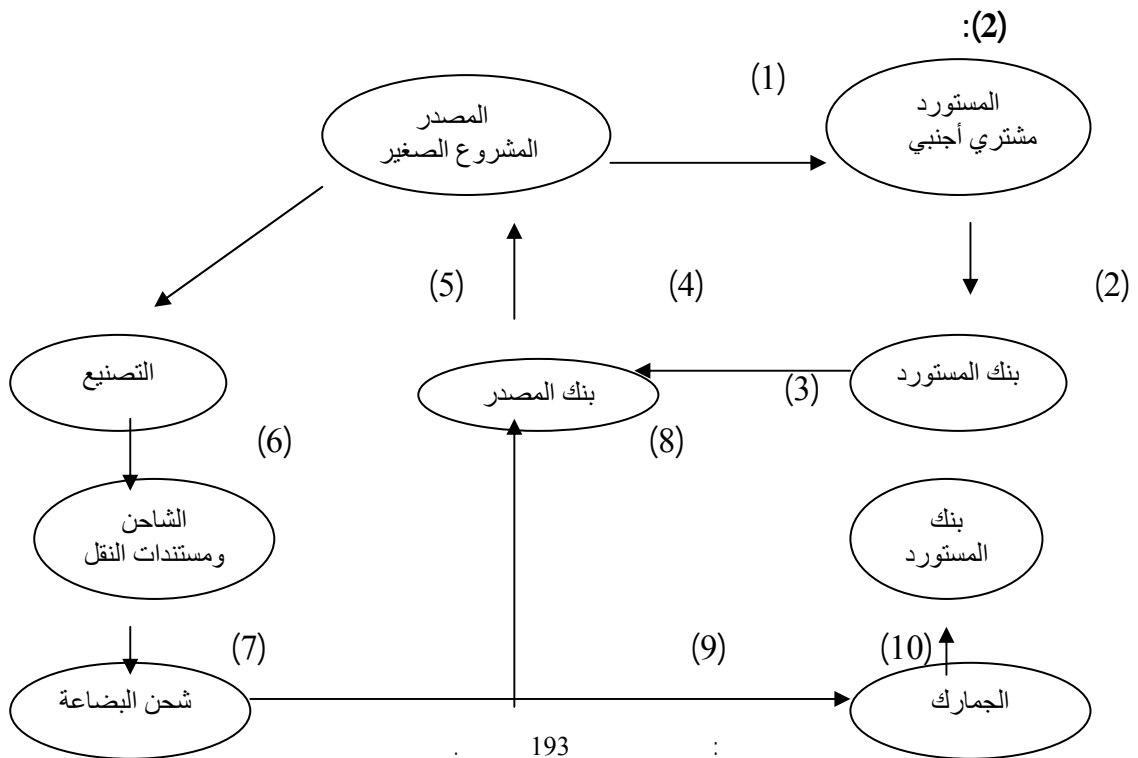 :(2)
(1)
المستورد
مشتري أجنبي
المصدر
المشروع الصغير
(2)
(4)
(5)
بنك المستورد
(3)
بنك المصدر
التصنيع
(8)
(6)
بنك
المستورد
الشاحن
ومستندات النقل
(10)
(9)
(7)
الجمارك
شحن البضاعة
: 193 .